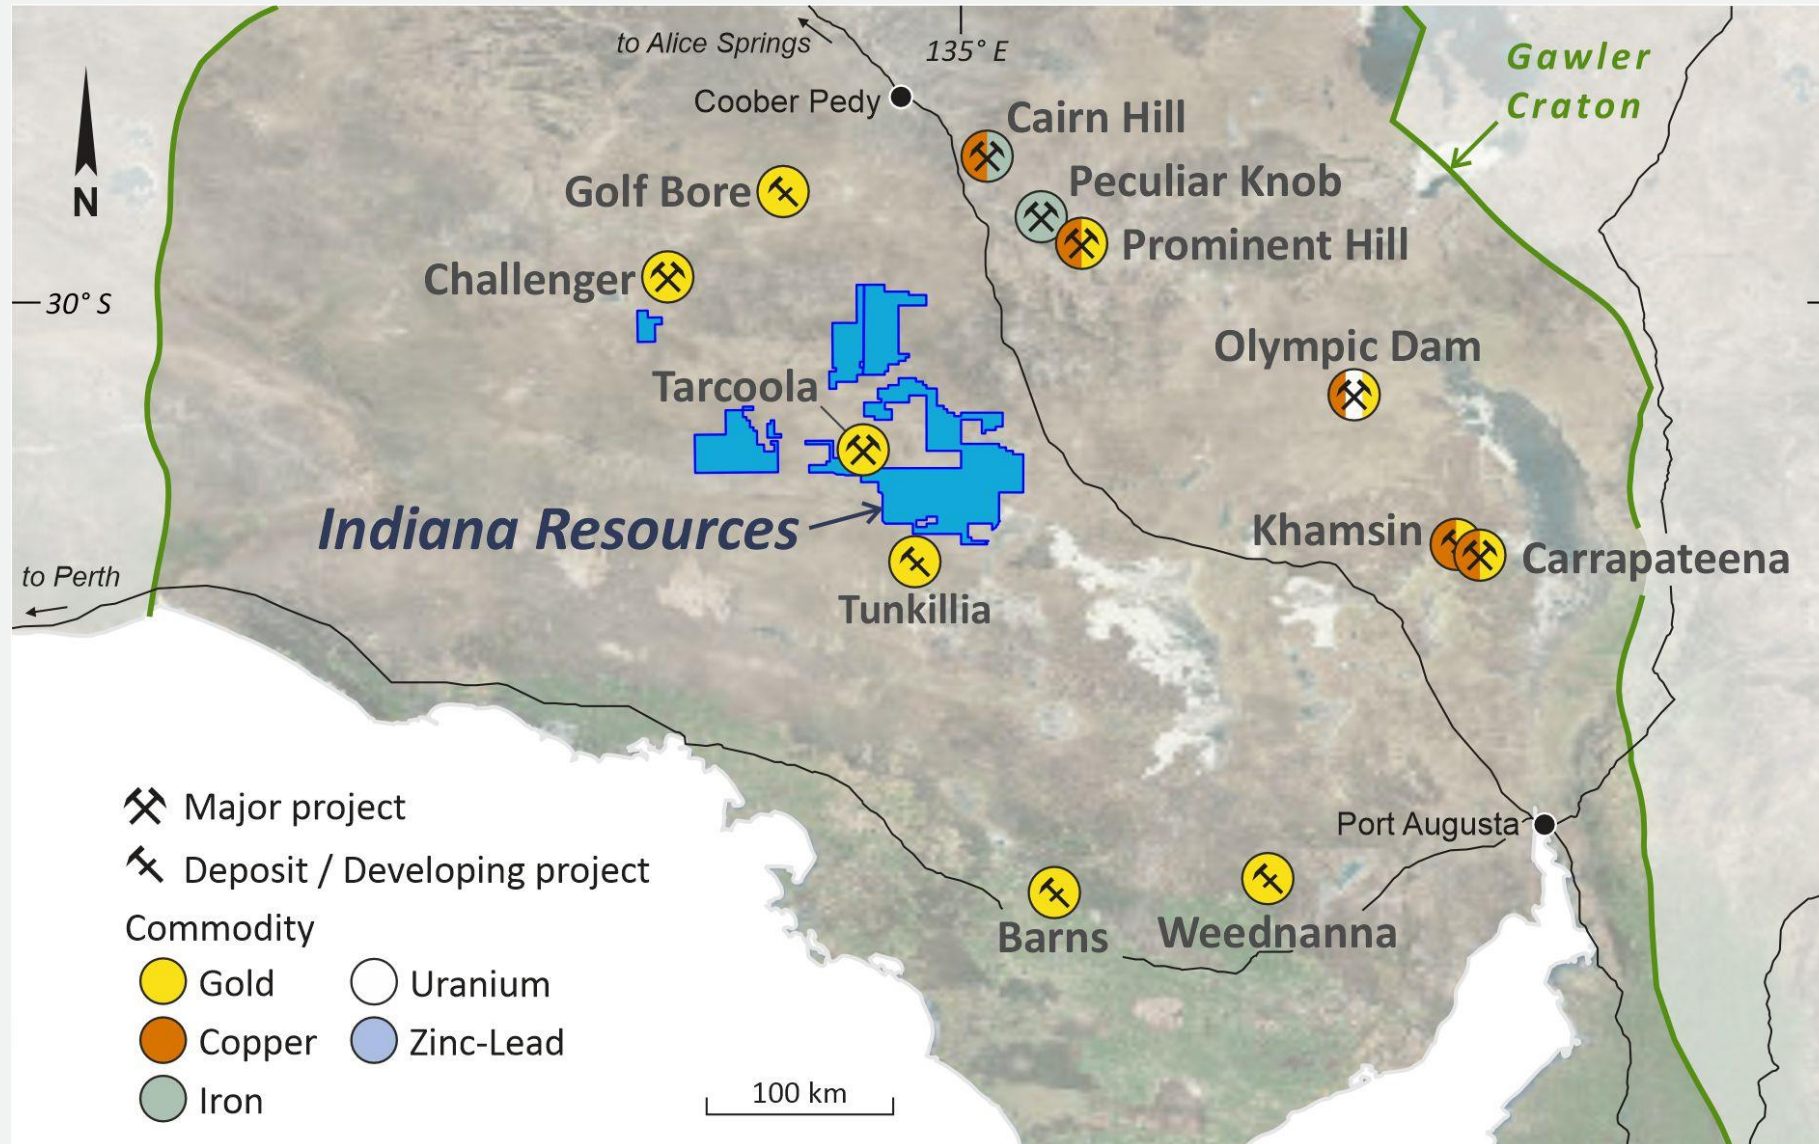 to Alice Springs
135° E
Gawler
Craton
Coober Pedy
Cairn Hill
N
Golf Bore
Peculiar Knob
Prominent Hill
Challenger
30° S
Olympic Dam
Tarcoola
Indiana Resources
Khamsin
Carrapateena
to Perth
Tunkillia
Major project
Port Augusta
Deposit / Developing project
Barns
Weednanna
Commodity
Gold
Uranium
Copper
Zinc-Lead
Iron
100 km